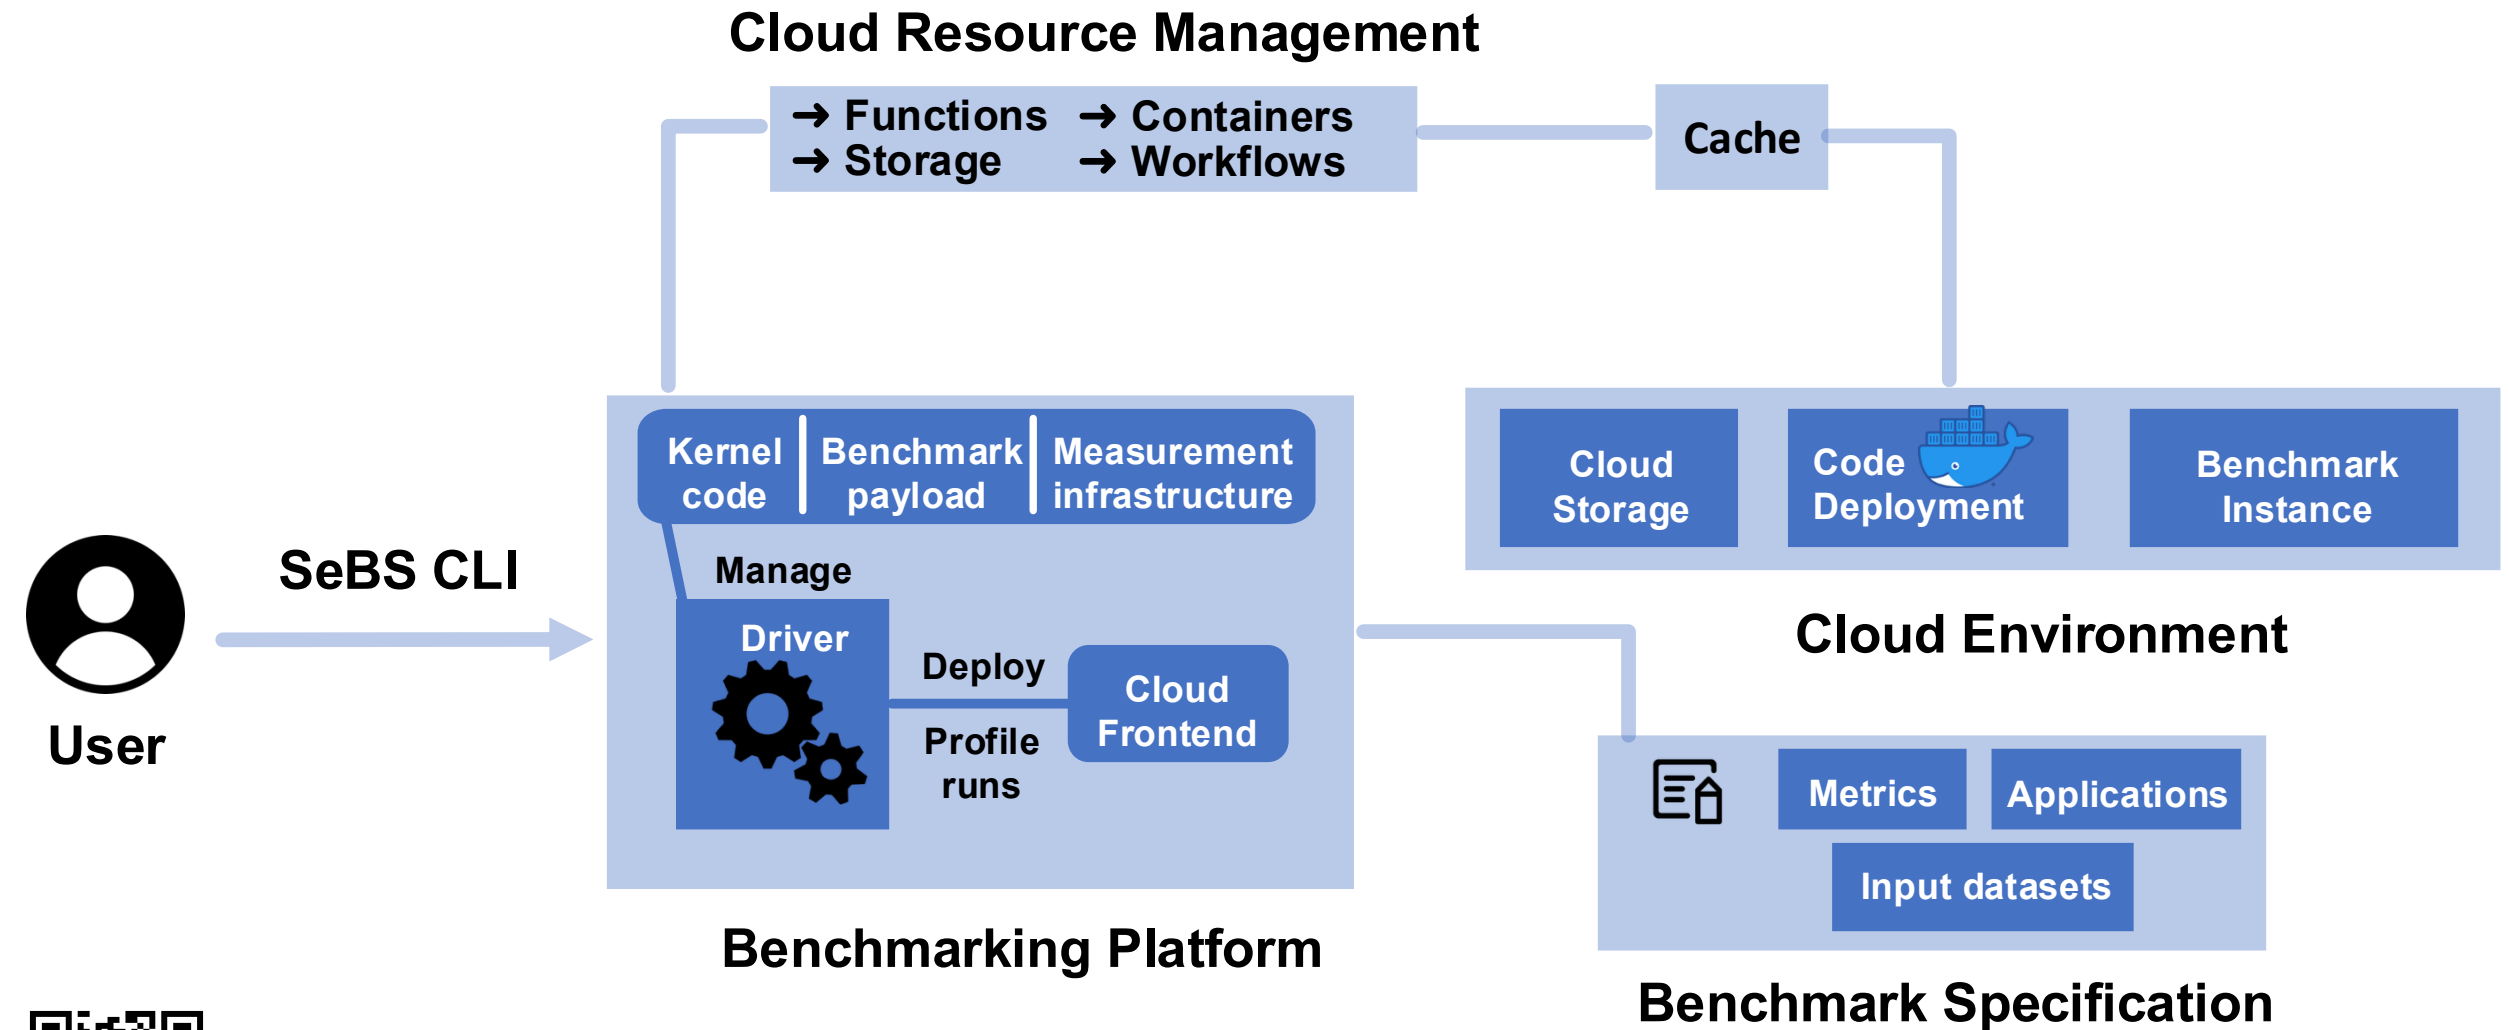 Cloud Resource Management
➜ Functions ➜ Containers
➜ Storage ➜ Workflows
Cache
Kernel code
Benchmark payload
Measurement infrastructure
Manage
Driver
Deploy
Profile runs
Cloud Frontend
Benchmarking Platform
SeBS CLI
User
Cloud Storage
Code Deployment
Benchmark Instance
Cloud Environment
Metrics
Applications
Input datasets
Benchmark Specification